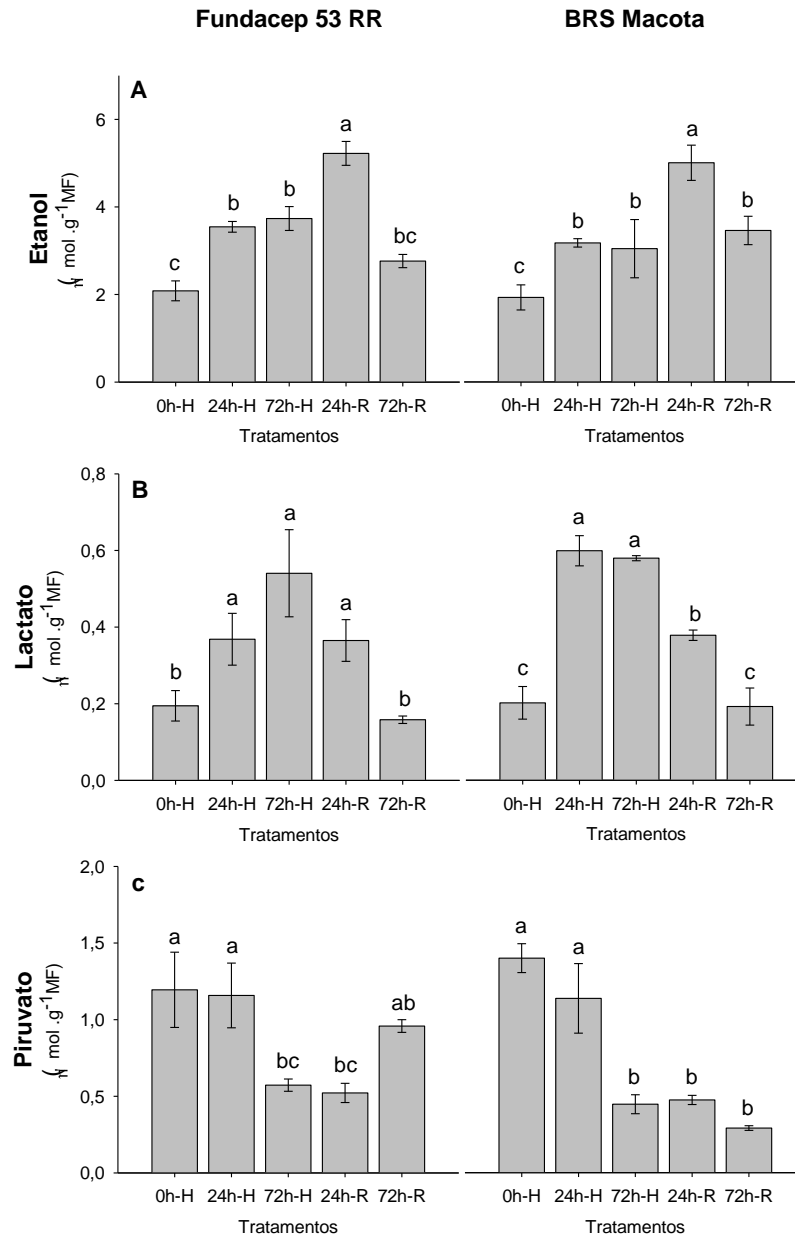 Fundacep 53 RR
BRS Macota
A
Etanol
( mol .g-1MF)
6
4
2
0
c
b
b
a
bc
0h-H 24h-H 72h-H 24h-R 72h-R
Tratamentos
c
b
b
a
b
0h-H 24h-H 72h-H 24h-R 72h-R
Tratamentos
B
Lactato
( mol .g-1MF)
0,8
0,6
0,4
0,2
0,0
b
a
a
a
b
0h-H 24h-H 72h-H 24h-R 72h-R
Tratamentos
c
a
a
b
c
0h-H 24h-H 72h-H 24h-R 72h-R
Tratamentos
c
Piruvato
( mol .g-1MF)
2,0
1,5
1,0
0,5
0,0
a
a
bc
bc
ab
0h-H 24h-H 72h-H 24h-R 72h-R
Tratamentos
a
a
b
b
b
0h-H 24h-H 72h-H 24h-R 72h-R
Tratamentos